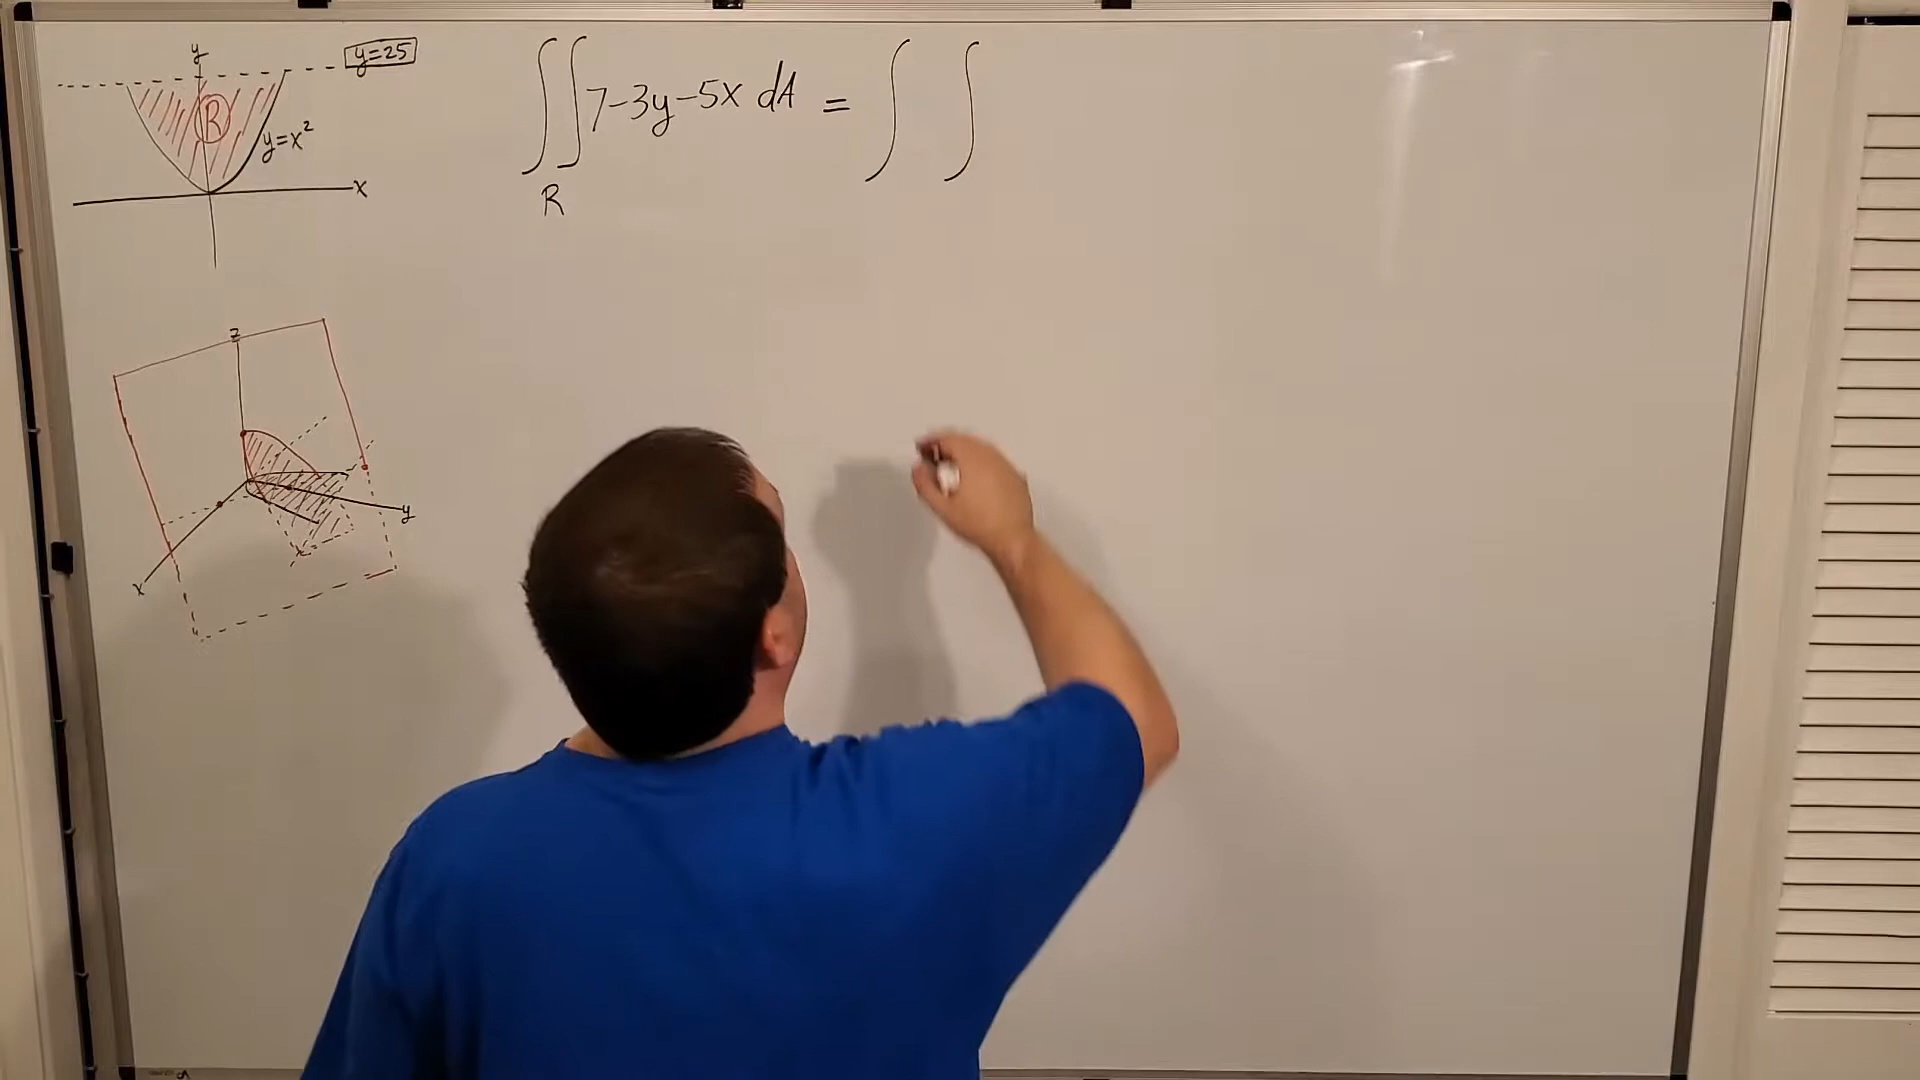 y
y=25
R
y=x²
x
∫∫ 7-3y-5x dA = ∫ ∫
R
z
y
x